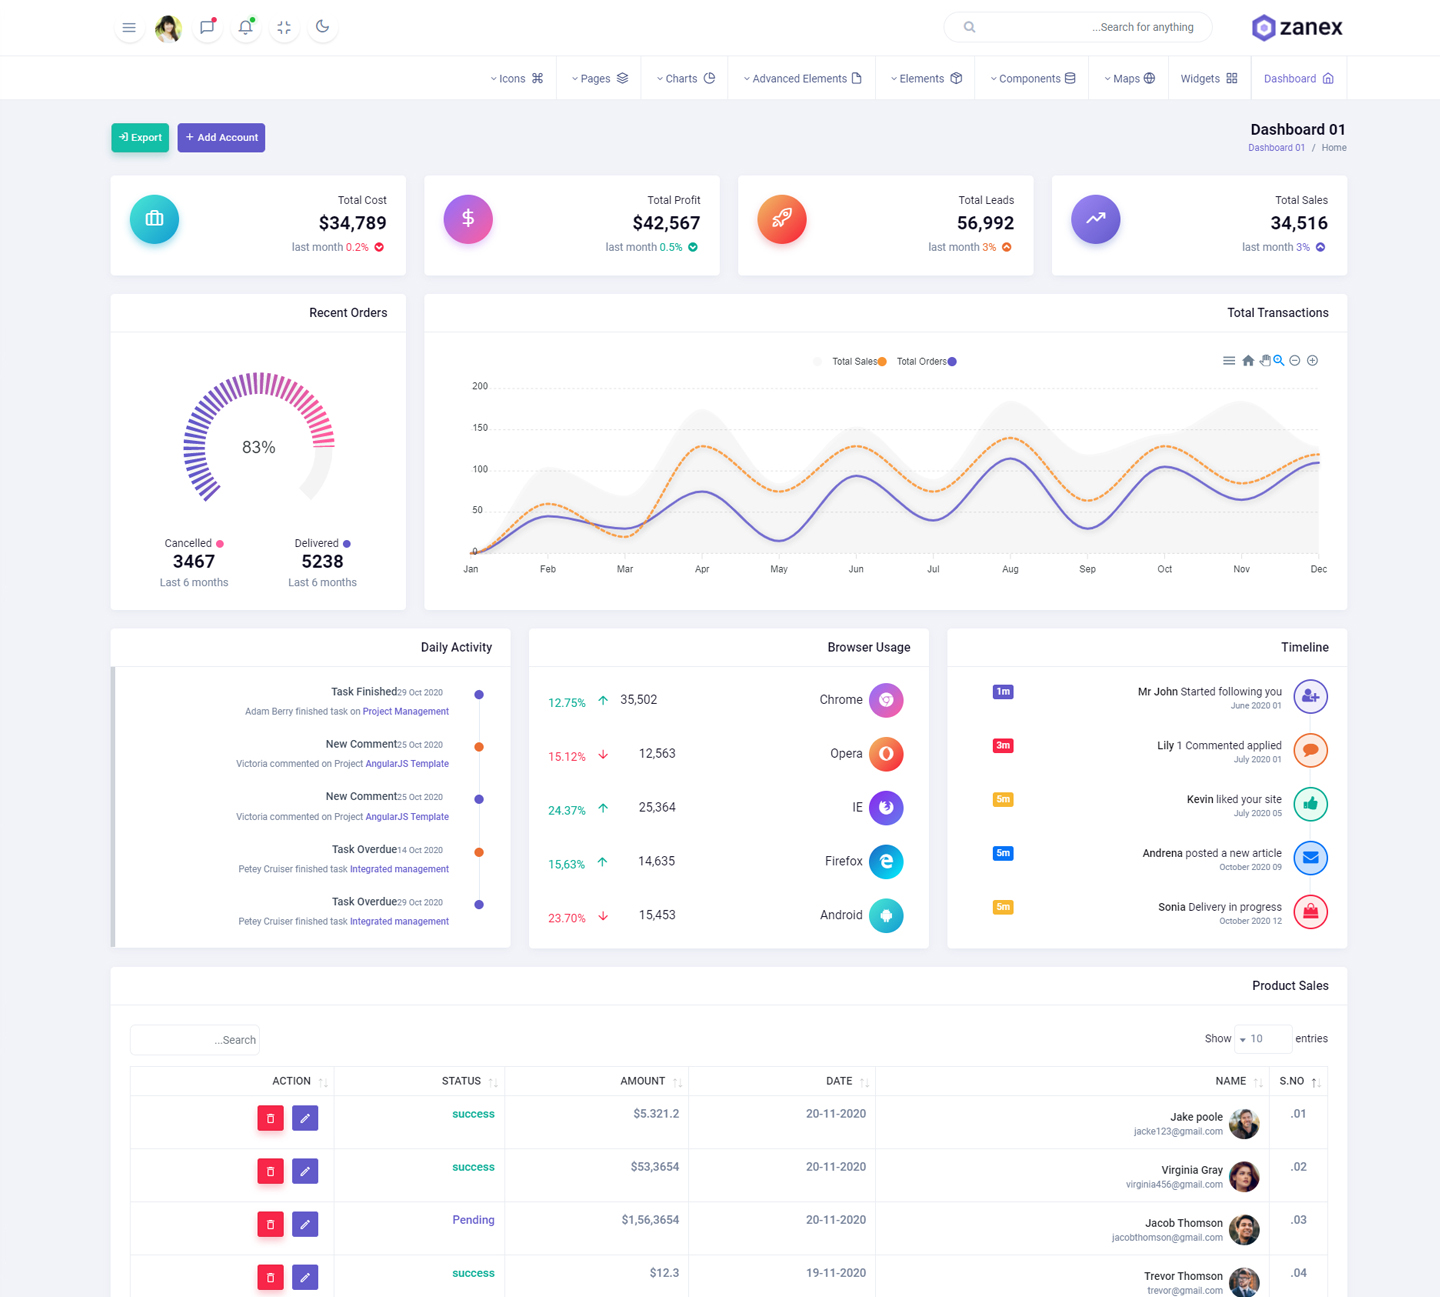 ...Search for anything
zanex
Dashboard
Widgets
Maps
Components
Elements
Advanced Elements
Charts
Pages
Icons
Dashboard 01
Dashboard 01 / Home
Export
+ Add Account
Total Sales
34,516
last month 3%
Total Leads
56,992
last month 3%
Total Profit
$42,567
last month 0.5%
Total Cost
$34,789
last month 0.2%
Total Transactions
Total Sales Total Orders
200
150
100
50
0
Jan Feb Mar Apr May Jun Jul Aug Sep Oct Nov Dec
Recent Orders
83%
Cancelled Delivered
3467 5238
Last 6 months Last 6 months
Timeline
Mr John Started following you 1m
June 2020 01
Lily 1 Commented applied 3m
July 2020 01
Kevin liked your site 5m
July 2020 05
Andrena posted a new article 5m
October 2020 09
Sonia Delivery in progress 5m
October 2020 12
Browser Usage
Chrome 35,502 12.75%
Opera 12,563 15.12%
IE 25,364 24.37%
Firefox 14,635 15,63%
Android 15,453 23.70%
Daily Activity
Task Finished29 Oct 2020
Adam Berry finished task on Project Management
New Comment25 Oct 2020
Victoria commented on Project AngularJS Template
New Comment25 Oct 2020
Victoria commented on Project AngularJS Template
Task Overdue14 Oct 2020
Petey Cruiser finished task Integrated management
Task Overdue29 Oct 2020
Petey Cruiser finished task Integrated management
Product Sales
Show 10 entries
...Search
S.NO NAME DATE AMOUNT STATUS ACTION
.01 Jake poole 20-11-2020 $5.321.2 success
jacke123@gmail.com
.02 Virginia Gray 20-11-2020 $53,3654 success
virginia456@gmail.com
.03 Jacob Thomson 20-11-2020 $1,56,3654 Pending
jacobthomson@gmail.com
.04 Trevor Thomson 19-11-2020 $12.3 success
trevor@gmail.com